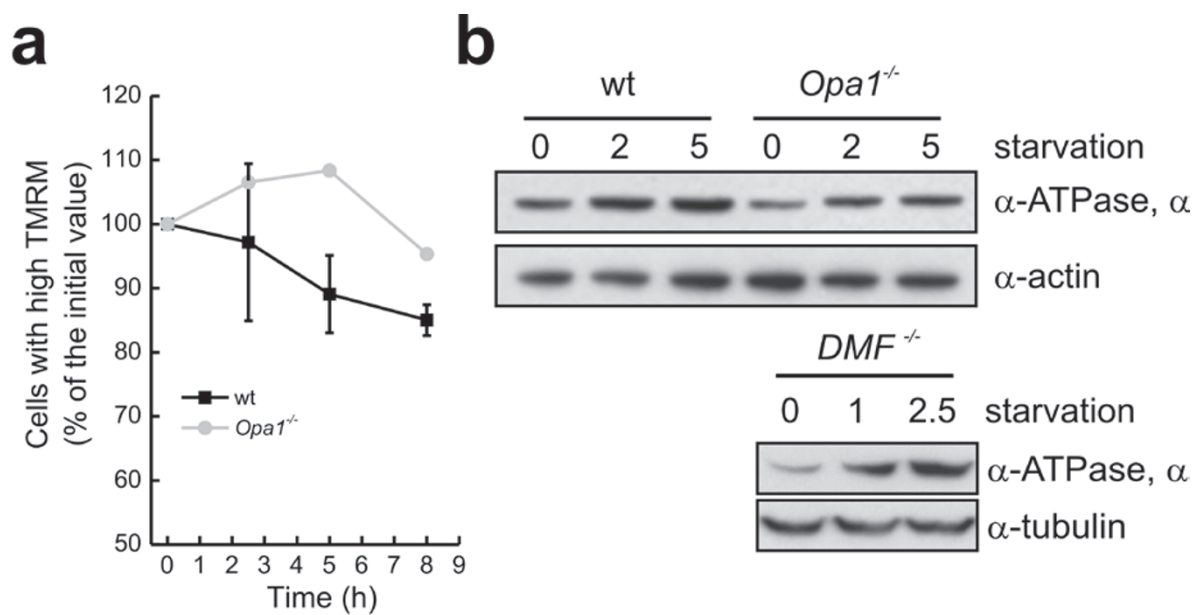 a
120
110
100
90
80
70
60
50
Cells with high TMRM
(% of the initial value)
wt
Opa1-/-
0 1 2 3 4 5 6 7 8 9
Time (h)
b
wt Opa1-/-
0 2 5 0 2 5 starvation
α-ATPase, α
α-actin
DMF -/-
0 1 2.5 starvation
α-ATPase, α
α-tubulin